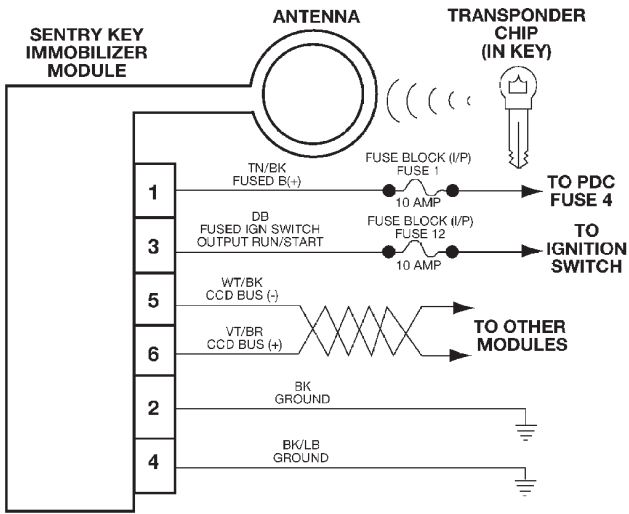 SENTRY KEY
IMMOBILIZER
MODULE
ANTENNA
TRANSPONDER
CHIP
(IN KEY)
1
TN/BK
FUSED B(+)
FUSE BLOCK (I/P)
FUSE 1
10 AMP
TO PDC
FUSE 4
3
DB
FUSED IGN SWITCH
OUTPUT RUN/START
FUSE BLOCK (I/P)
FUSE 12
10 AMP
TO
IGNITION
SWITCH
5
WT/BK
CCD BUS (-)
6
VT/BR
CCD BUS (+)
TO OTHER
MODULES
2
BK
GROUND
4
BK/LB
GROUND